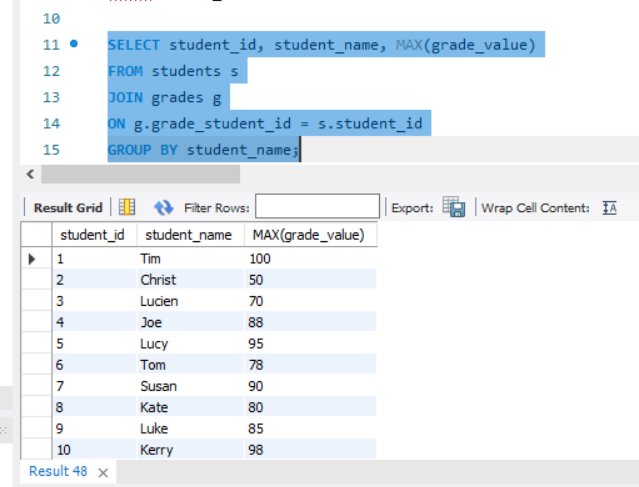 10
11 SELECT student_id, student_name, MAX(grade_value)
12 FROM students s
13 JOIN grades g
14 ON g.grade_student_id = s.student_id
15 GROUP BY student_name;
Result Grid Filter Rows: Export: Wrap Cell Content: IA
student_id student_name MAX(grade_value)
1 Tim 100
2 Christ 50
3 Lucien 70
4 Joe 88
5 Lucy 95
6 Tom 78
7 Susan 90
8 Kate 80
9 Luke 85
10 Kerry 98
Result 48 ×